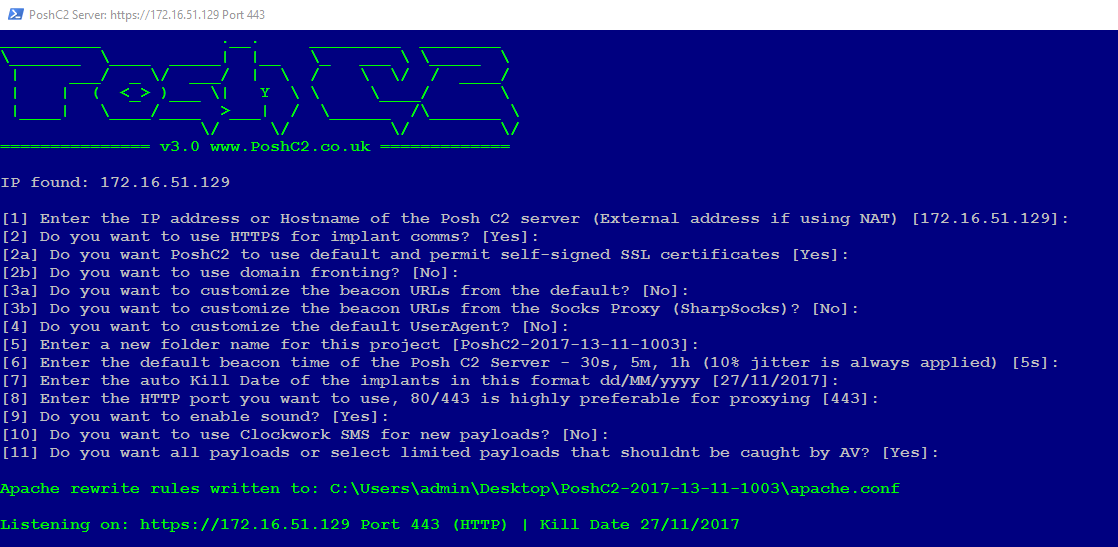 PoshC2 Server: https://172.16.51.129 Port 443
PoshC2
=============== v3.0 www.PoshC2.co.uk =============
IP found: 172.16.51.129
[1] Enter the IP address or Hostname of the Posh C2 server (External address if using NAT) [172.16.51.129]:
[2] Do you want to use HTTPS for implant comms? [Yes]:
[2a] Do you want PoshC2 to use default and permit self-signed SSL certificates [Yes]:
[2b] Do you want to use domain fronting? [No]:
[3a] Do you want to customize the beacon URLs from the default? [No]:
[3b] Do you want to customize the beacon URLs from the Socks Proxy (SharpSocks)? [No]:
[4] Do you want to customize the default UserAgent? [No]:
[5] Enter a new folder name for this project [PoshC2-2017-13-11-1003]:
[6] Enter the default beacon time of the Posh C2 Server - 30s, 5m, 1h (10% jitter is always applied) [5s]:
[7] Enter the auto Kill Date of the implants in this format dd/MM/yyyy [27/11/2017]:
[8] Enter the HTTP port you want to use, 80/443 is highly preferable for proxying [443]:
[9] Do you want to enable sound? [Yes]:
[10] Do you want to use Clockwork SMS for new payloads? [No]:
[11] Do you want all payloads or select limited payloads that shouldnt be caught by AV? [Yes]:
Apache rewrite rules written to: C:\Users\admin\Desktop\PoshC2-2017-13-11-1003\apache.conf
Listening on: https://172.16.51.129 Port 443 (HTTP) | Kill Date 27/11/2017